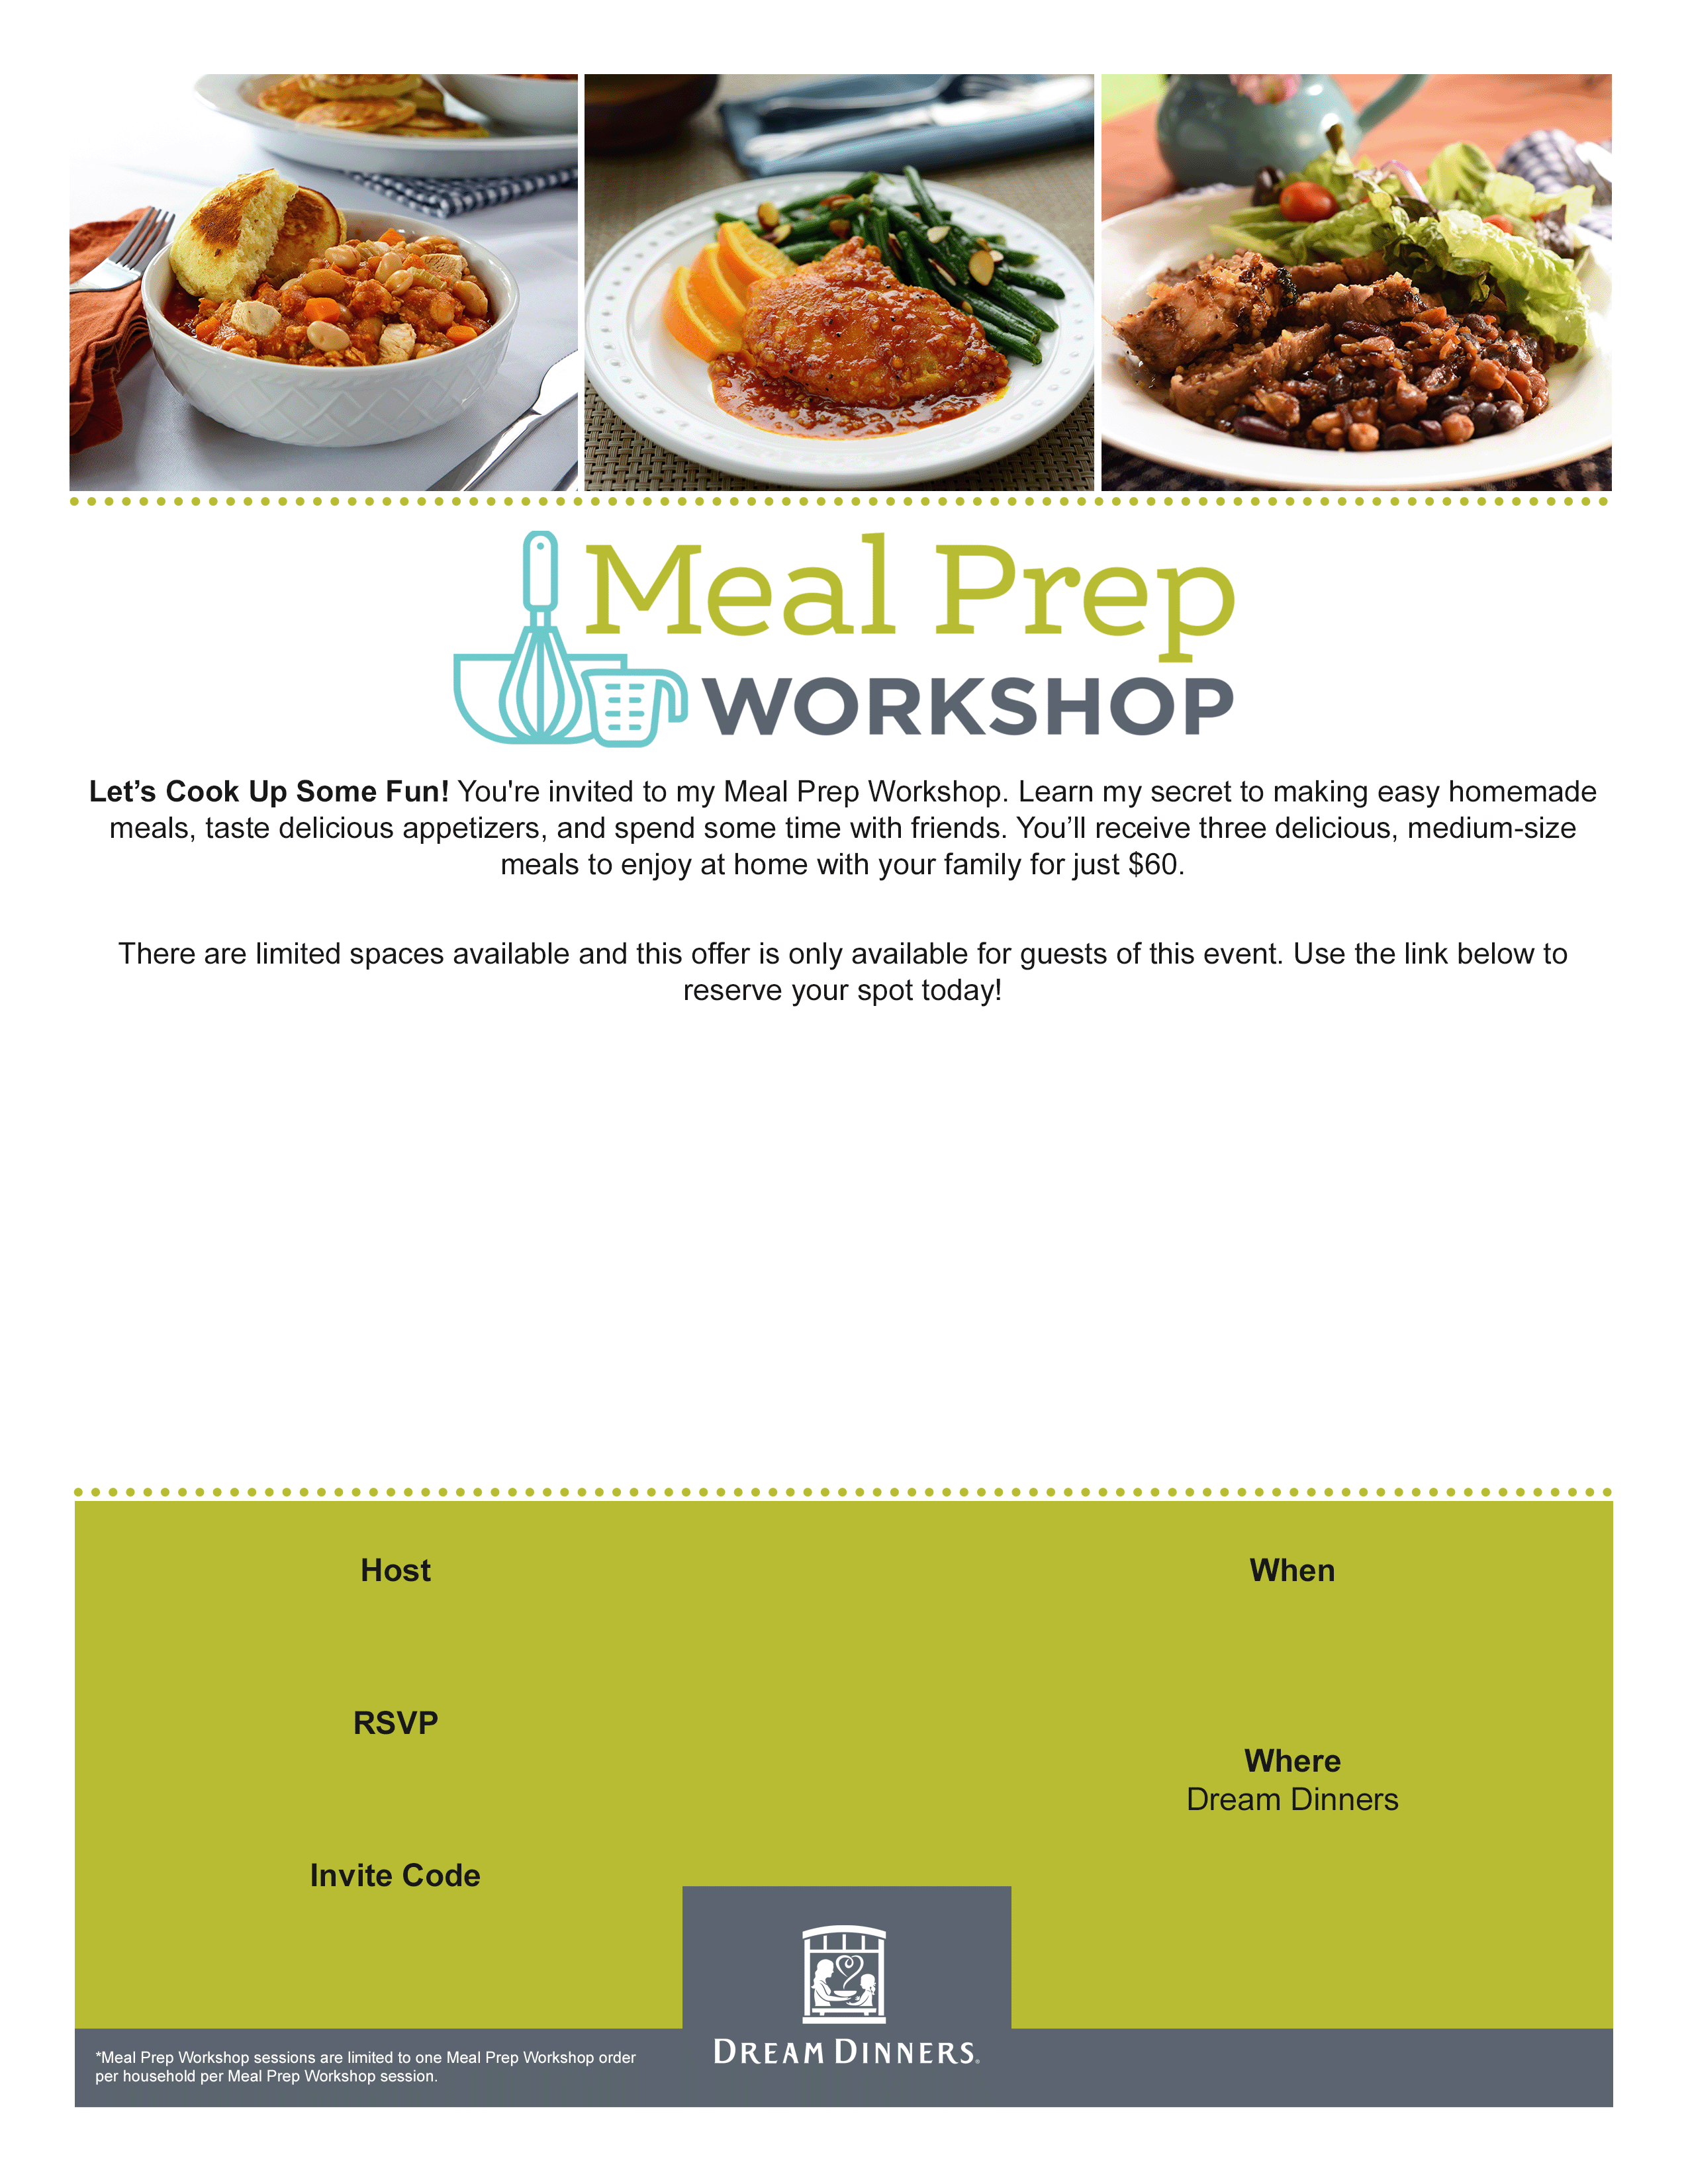 Meal Prep
WORKSHOP
Let’s Cook Up Some Fun! You're invited to my Meal Prep Workshop. Learn my secret to making easy homemade
meals, taste delicious appetizers, and spend some time with friends. You’ll receive three delicious, medium-size
meals to enjoy at home with your family for just $60.
There are limited spaces available and this offer is only available for guests of this event. Use the link below to
reserve your spot today!
Host
RSVP
Invite Code
When
Where
Dream Dinners
DREAM DINNERS®
*Meal Prep Workshop sessions are limited to one Meal Prep Workshop order
per household per Meal Prep Workshop session.